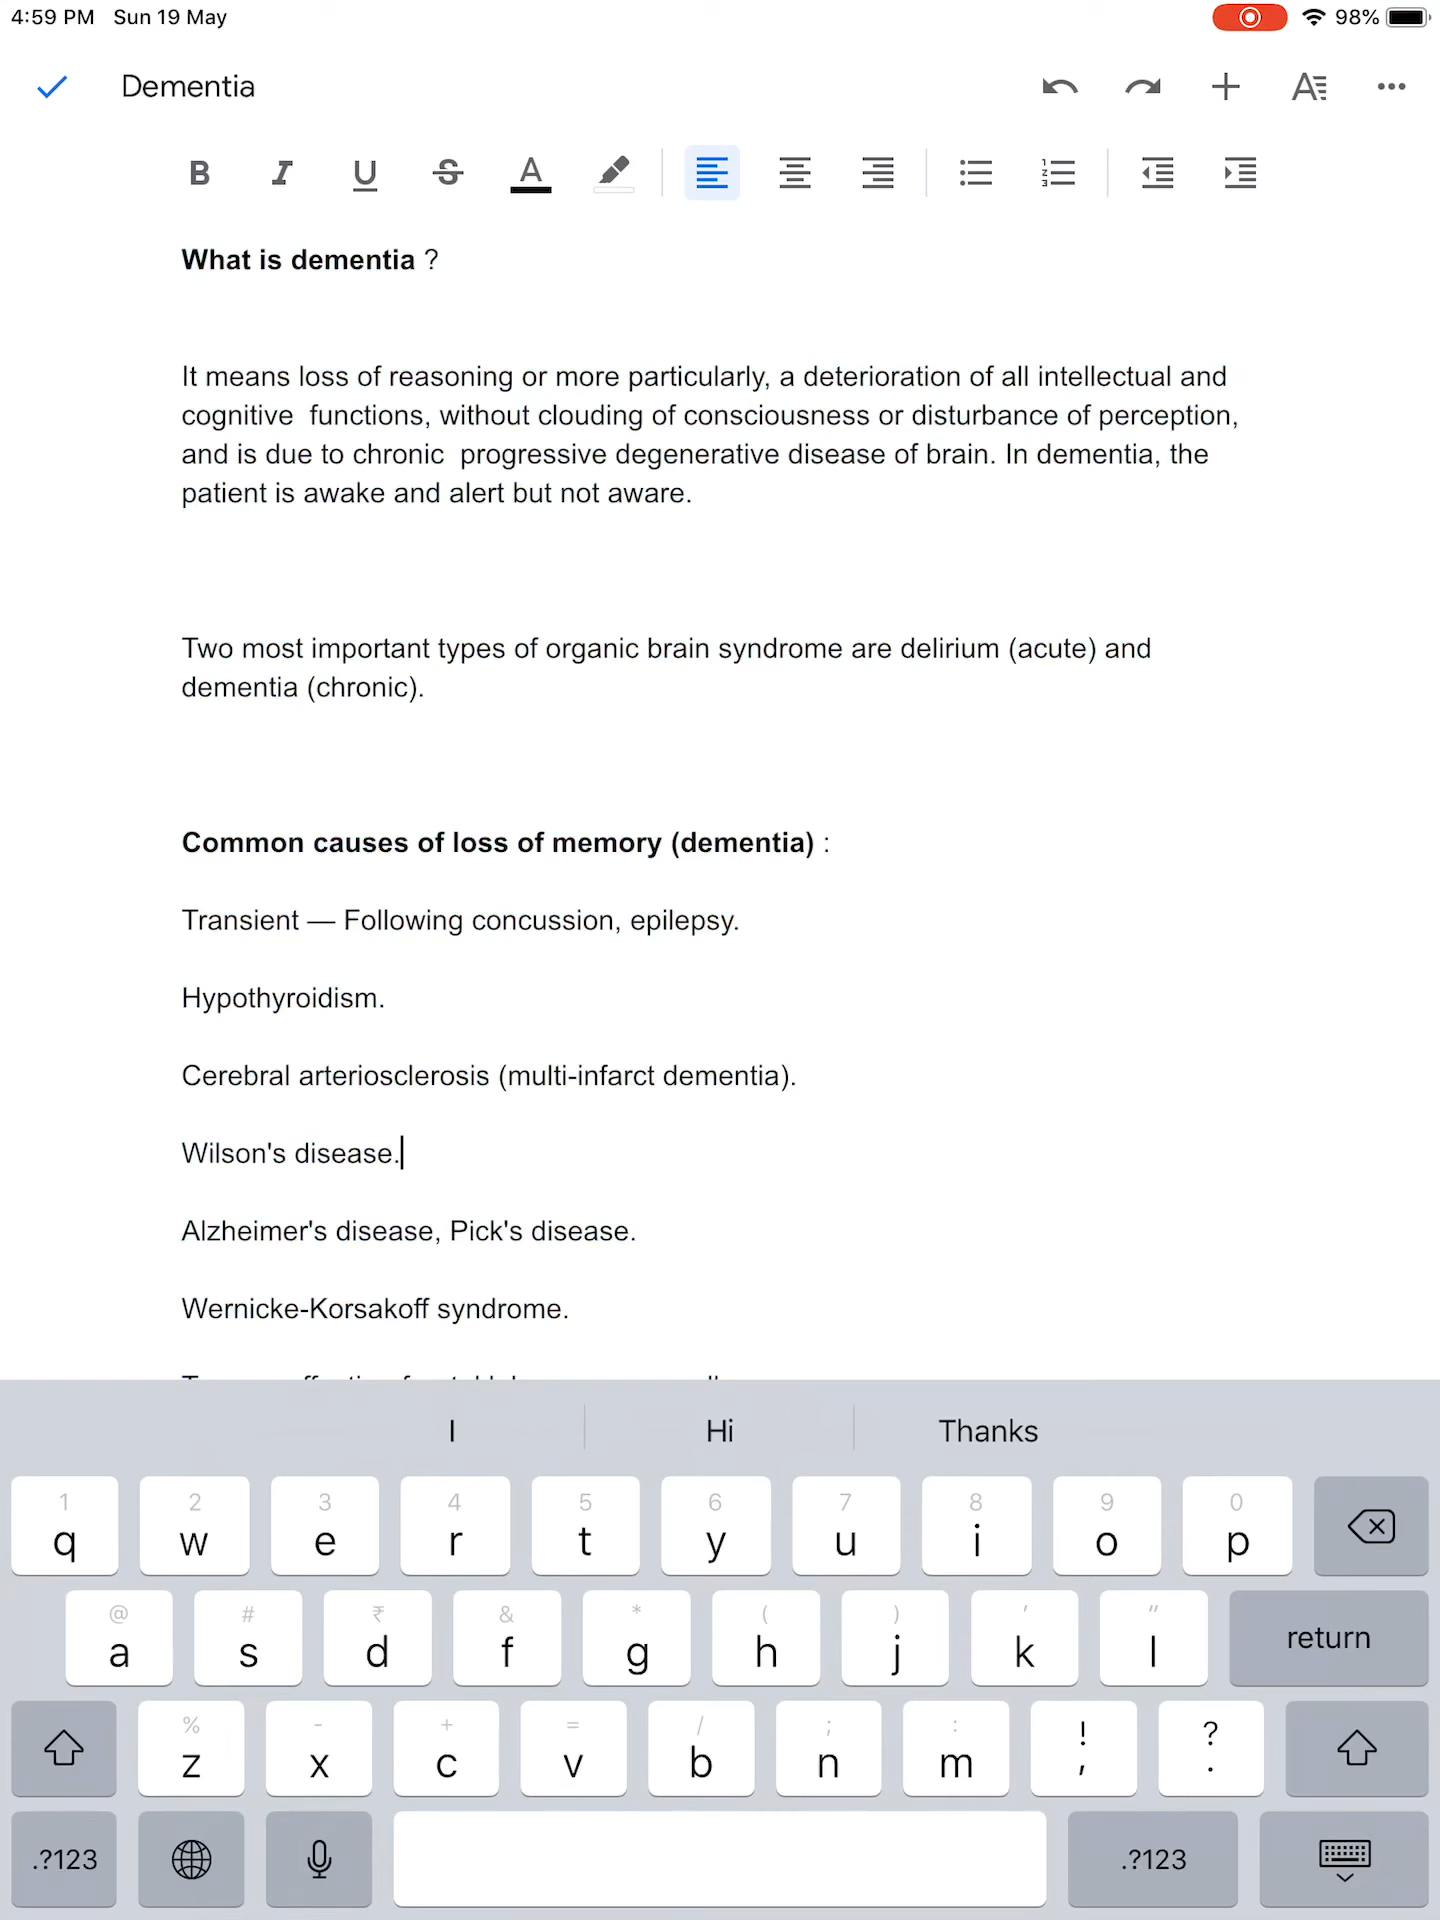 4:59 PM Sun 19 May
98%
Dementia
B I U S A
What is dementia ?
It means loss of reasoning or more particularly, a deterioration of all intellectual and
cognitive  functions, without clouding of consciousness or disturbance of perception,
and is due to chronic  progressive degenerative disease of brain. In dementia, the
patient is awake and alert but not aware.
Two most important types of organic brain syndrome are delirium (acute) and
dementia (chronic).
Common causes of loss of memory (dementia) :
Transient — Following concussion, epilepsy.
Hypothyroidism.
Cerebral arteriosclerosis (multi-infarct dementia).
Wilson's disease.
Alzheimer's disease, Pick's disease.
Wernicke-Korsakoff syndrome.
I Hi Thanks
1 2 3 4 5 6 7 8 9 0
q w e r t y u i o p
@ # ₹ & * ( ) ' "
a s d f g h j k l return
% - + = / ; : ! ?
z x c v b n m , .
.?123 .?123